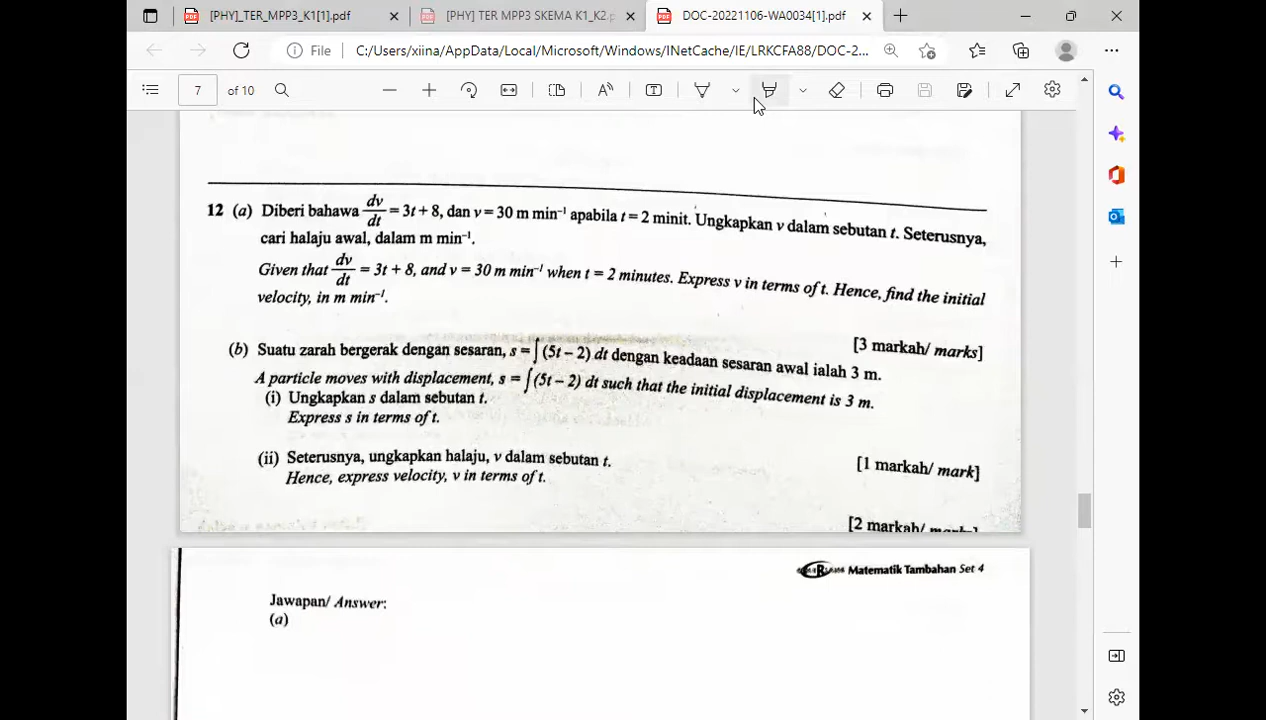 [PHY]_TER_MPP3_K1[1].pdf
[PHY] TER MPP3 SKEMA K1_K2.p
DOC-20221106-WA0034[1].pdf
File
C:/Users/xiina/AppData/Local/Microsoft/Windows/INetCache/IE/LRKCFA88/DOC-2...
7 of 10
12 (a) Diberi bahawa dv/dt = 3t + 8, dan v = 30 m min⁻¹ apabila t = 2 minit. Ungkapkan v dalam sebutan t. Seterusnya,
cari halaju awal, dalam m min⁻¹.
Given that dv/dt = 3t + 8, and v = 30 m min⁻¹ when t = 2 minutes. Express v in terms of t. Hence, find the initial
velocity, in m min⁻¹.
[3 markah/ marks]
(b) Suatu zarah bergerak dengan sesaran, s = ∫(5t – 2) dt dengan keadaan sesaran awal ialah 3 m.
A particle moves with displacement, s = ∫(5t – 2) dt such that the initial displacement is 3 m.
(i) Ungkapkan s dalam sebutan t.
Express s in terms of t.
[1 markah/ mark]
(ii) Seterusnya, ungkapkan halaju, v dalam sebutan t.
Hence, express velocity, v in terms of t.
[2 markah/
Matematik Tambahan Set 4
Jawapan/ Answer:
(a)